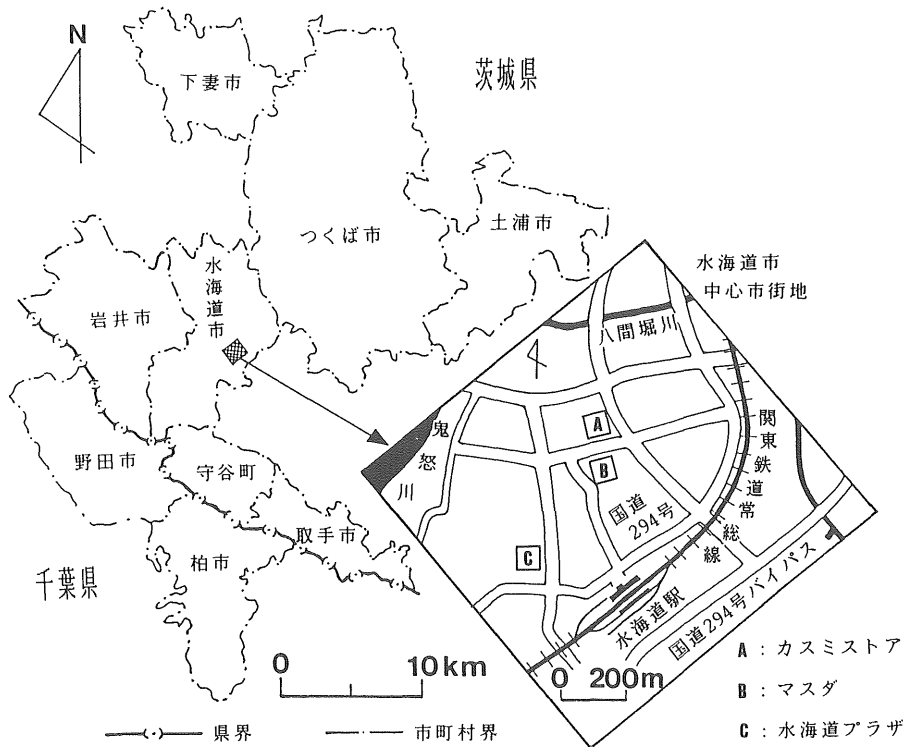 N
下妻市
茨城県
つくば市
土浦市
水海道市
岩井市
野田市
守谷町
取手市
柏市
千葉県
水海道市
中心市街地
八間堀川
鬼怒川
A
B
C
国道
294号
関東鉄道常総線
水海道駅
国道294号バイパス
0 10km
0 200m
県界
市町村界
A : カスミストア
B : マスダ
C : 水海道プラザ